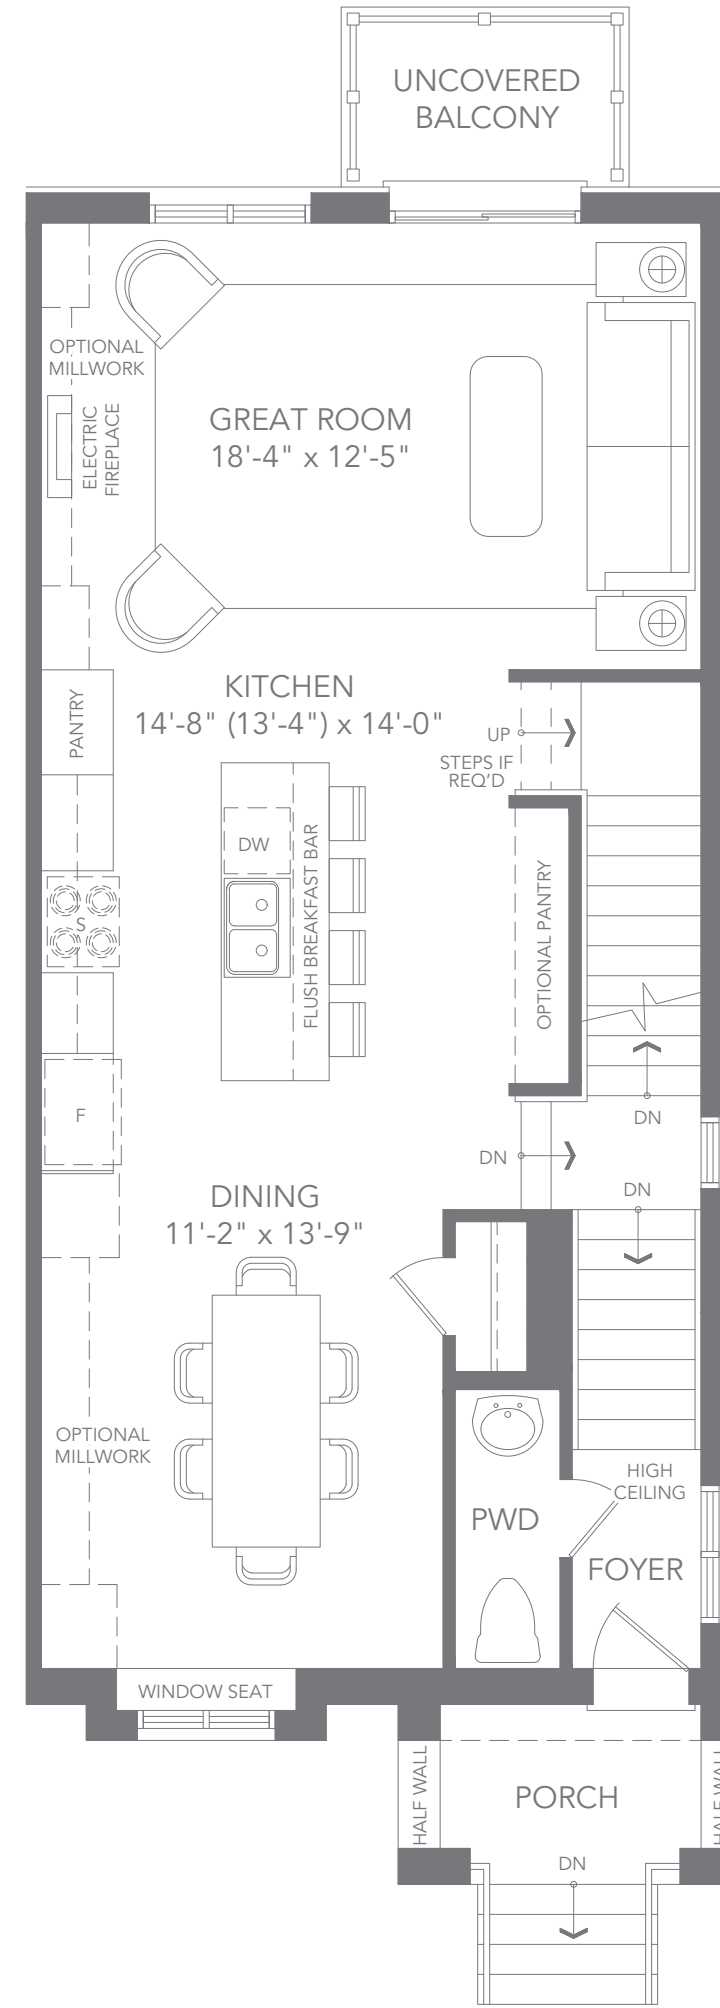 UNCOVERED
BALCONY
OPTIONAL
MILLWORK
ELECTRIC
FIREPLACE
GREAT ROOM
18'-4" x 12'-5"
KITCHEN
14'-8" (13'-4") x 14'-0"
PANTRY
UP
STEPS IF
REQ'D
DW
FLUSH BREAKFAST BAR
S
OPTIONAL PANTRY
F
DN
DN
DN
DINING
11'-2" x 13'-9"
OPTIONAL
MILLWORK
HIGH
CEILING
PWD
FOYER
WINDOW SEAT
HALF WALL
PORCH
HALF WALL
DN